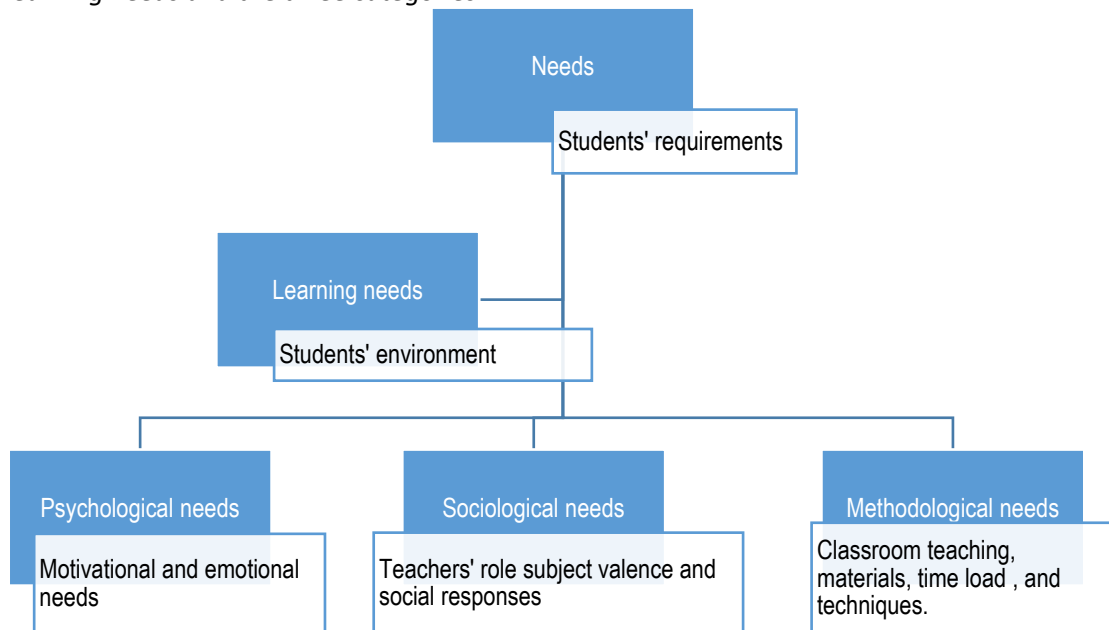 Needs
Students' requirements
Learning needs
Students' environment
Psychological needs
Motivational and emotional
needs
Sociological needs
Teachers' role subject valence and
social responses
Methodological needs
Classroom teaching,
materials, time load , and
techniques.